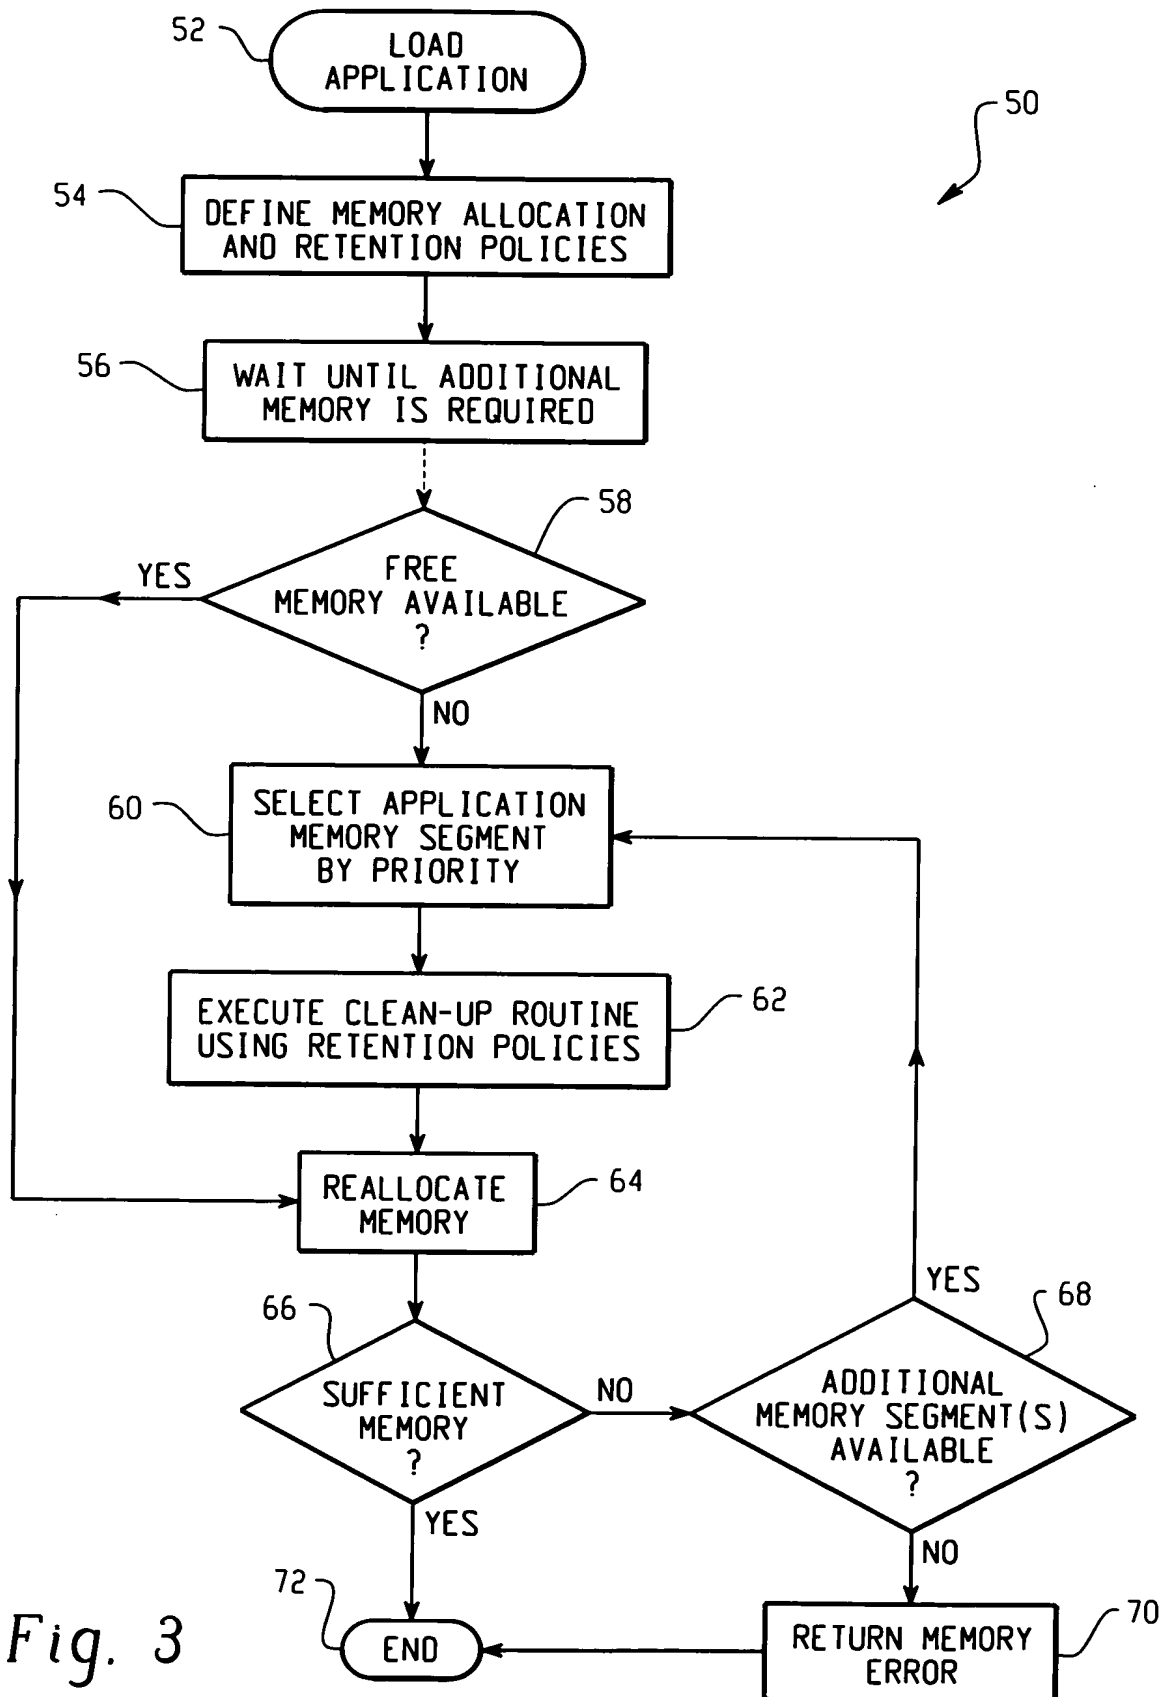 52
LOAD
APPLICATION
50
54
DEFINE MEMORY ALLOCATION
AND RETENTION POLICIES
56
WAIT UNTIL ADDITIONAL
MEMORY IS REQUIRED
58
YES
FREE
MEMORY AVAILABLE
?
NO
60
SELECT APPLICATION
MEMORY SEGMENT
BY PRIORITY
62
EXECUTE CLEAN-UP ROUTINE
USING RETENTION POLICIES
64
REALLOCATE
MEMORY
YES
66
68
SUFFICIENT
MEMORY
?
NO
ADDITIONAL
MEMORY SEGMENT(S)
AVAILABLE
?
YES
NO
72
END
70
RETURN MEMORY
ERROR
Fig. 3